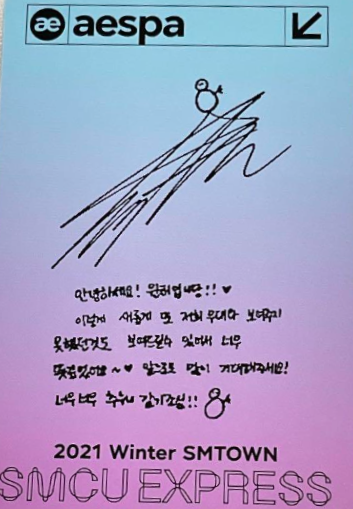 æ aespa
안녕하세요! 윈터입니당!! ♥
이렇게 새롭게 또 저희 무대와 보여주지
못했던것도 보여드릴수 있어서 너무
뜻깊었어요 ~ ♥ 앞으로도 많이 기대해주세요!
너무너무 추우니 감기조심!!
2021 Winter SMTOWN
SMCU EXPRESS